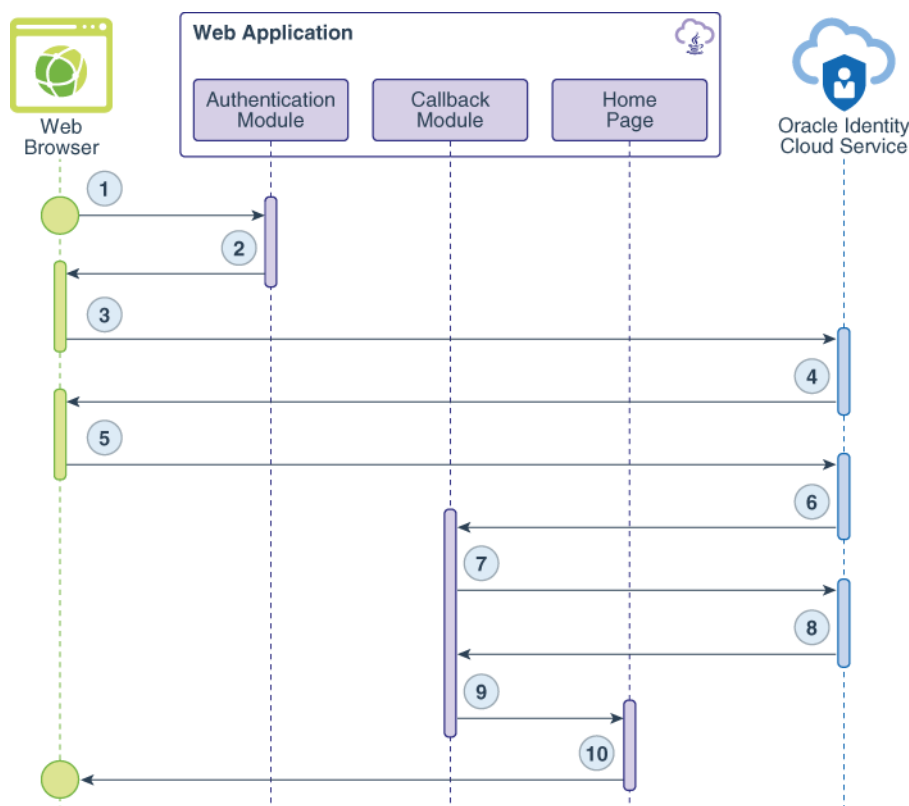 Web Application
Authentication
Module
Callback
Module
Home
Page
Web
Browser
Oracle Identity
Cloud Service
1
2
3
4
5
6
7
8
9
10